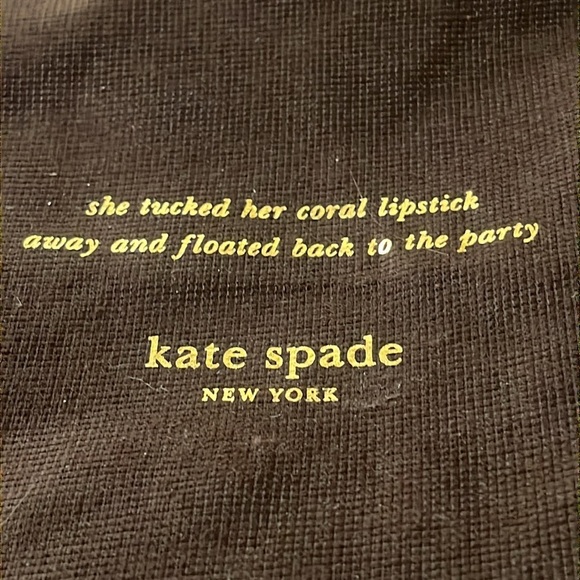 she tucked her coral lipstick
away and floated back to the party
kate spade
NEW YORK